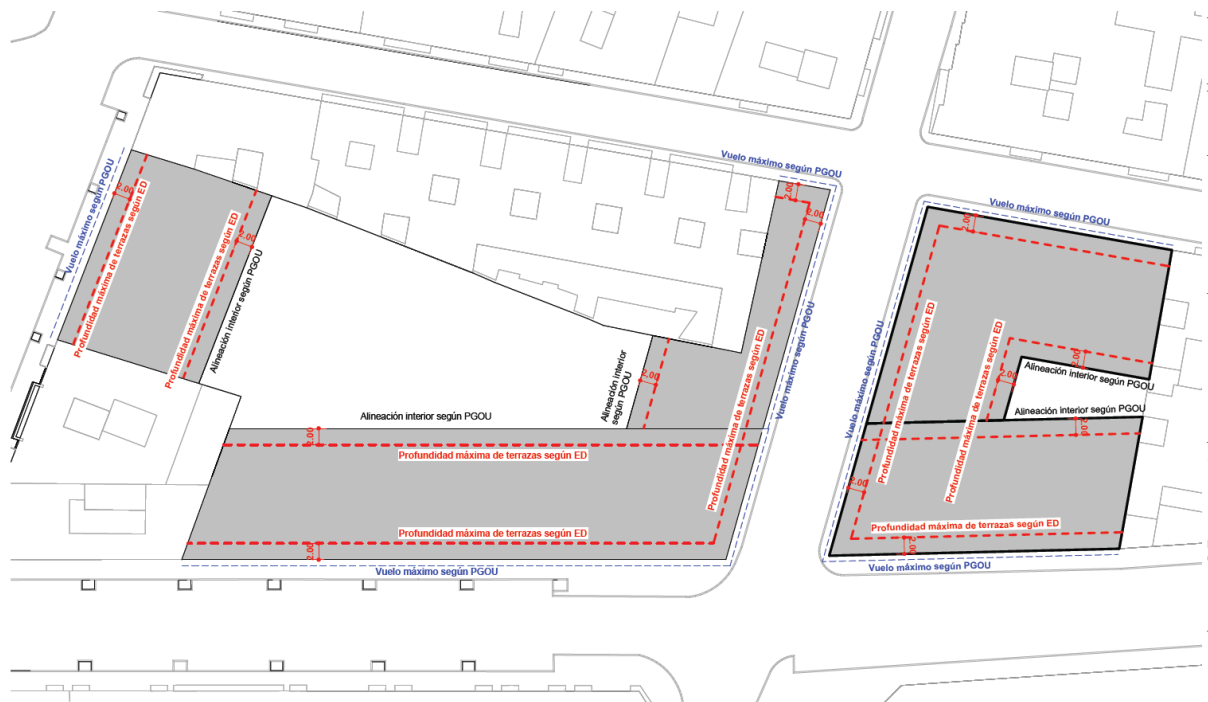 Vuelo máximo según PGOU
Vuelo máximo según PGOU
2.00
Profundidad máxima de terrazas según ED
Profundidad máxima de terrazas según ED
2.00
Alineación interior según PGOU
Vuelo máximo según PGOU
2.00
2.00
Profundidad máxima de terrazas según ED
Vuelo máximo según PGOU
Alineación interior
según PGOU
2.00
Alineación interior según PGOU
2.00
Profundidad máxima de terrazas según ED
Profundidad máxima de terrazas según ED
2.00
Vuelo máximo según PGOU
Vuelo máximo según PGOU
2.00
Vuelo máximo según PGOU
Profundidad máxima de terrazas según ED
Profundidad máxima de terrazas según ED
2.00
2.00
Alineación interior según PGOU
Alineación interior según PGOU
2.00
2.00
Profundidad máxima de terrazas según ED
2.00
Vuelo máximo según PGOU